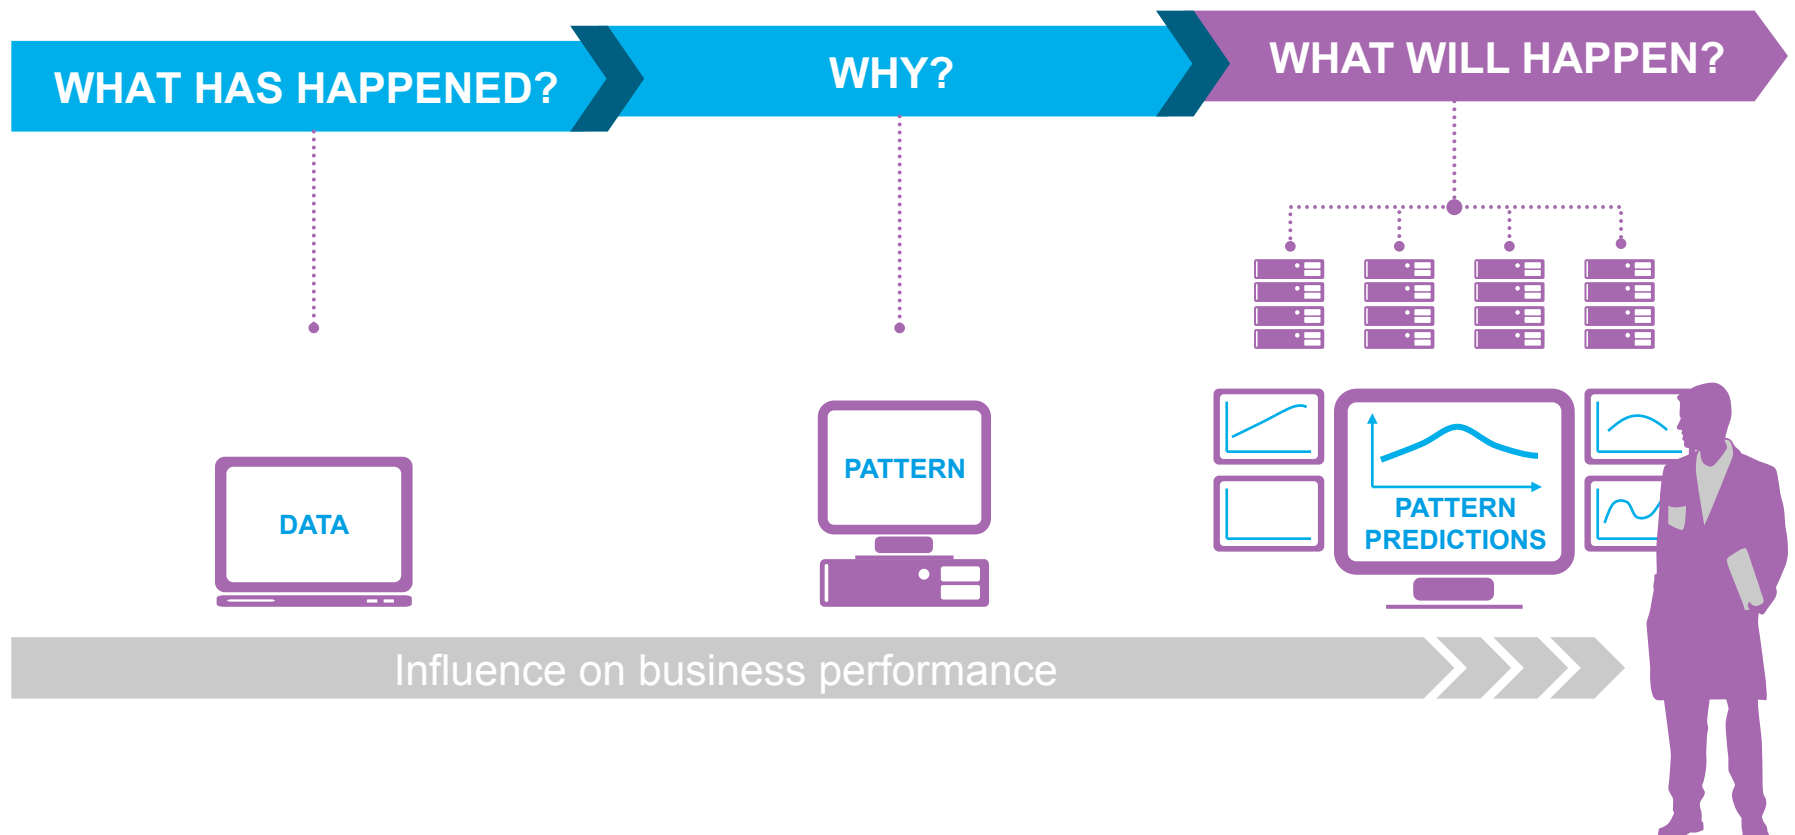 WHAT HAS HAPPENED?
WHY?
WHAT WILL HAPPEN?
DATA
PATTERN
PATTERN
PREDICTIONS
Influence on business performance